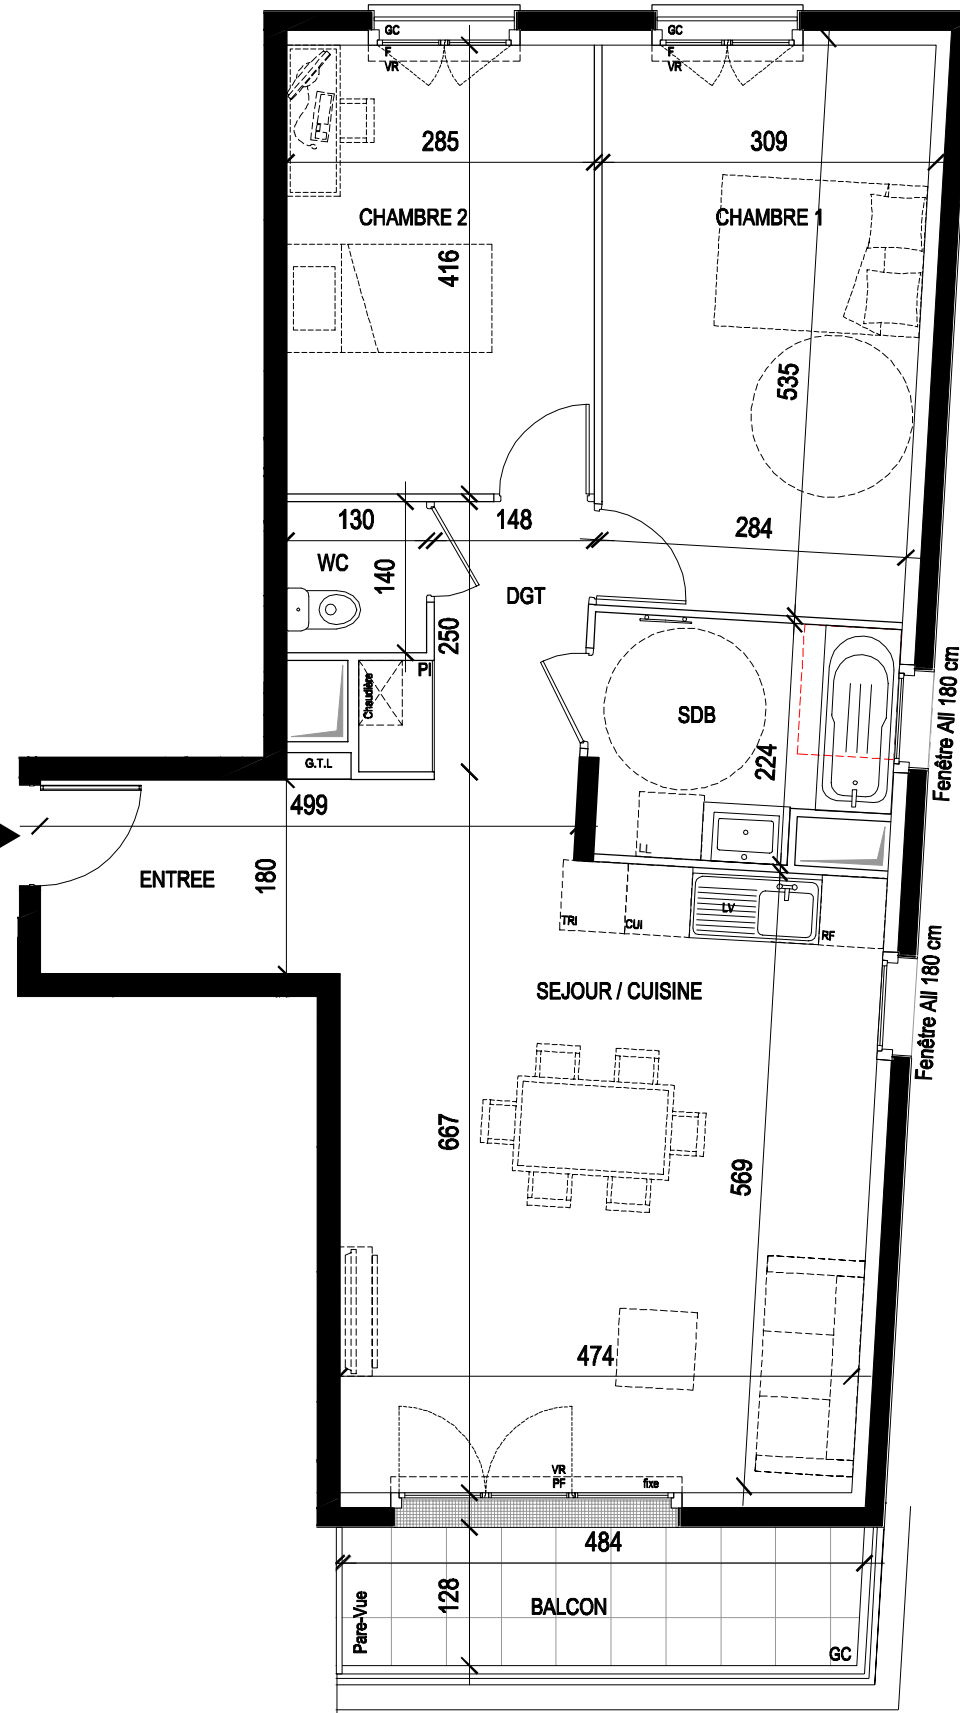 GC
F
VR
GC
F
VR
285
309
CHAMBRE 2
CHAMBRE 1
416
535
130
148
284
WC
140
DGT
250
PI
Chaudière
SDB
224
Fenêtre All 180 cm
G.T.L
499
ENTREE
180
LL
TRI
CUI
LV
RF
SEJOUR / CUISINE
Fenêtre All 180 cm
667
569
474
VR
PF
fixe
484
128
BALCON
Pare-Vue
GC